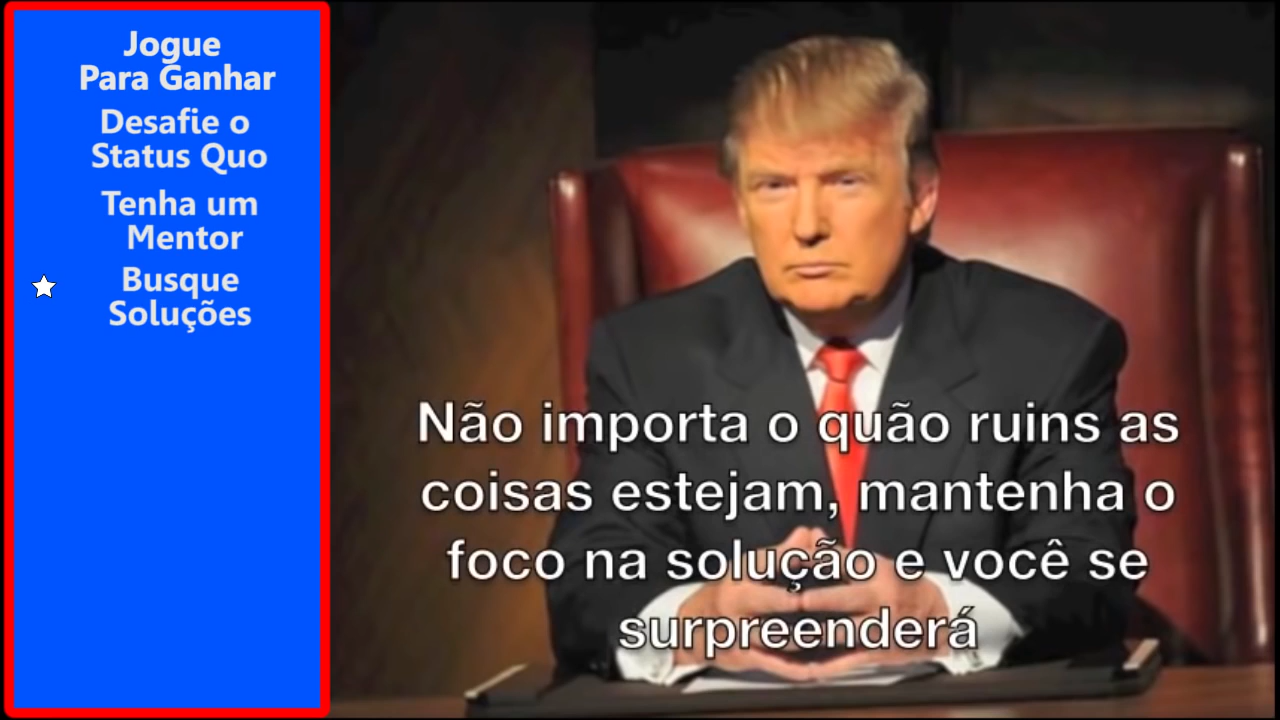 Jogue
Para Ganhar
Desafie o
Status Quo
Tenha um
Mentor
Busque
Soluções
Não importa o quão ruins as
coisas estejam, mantenha o
foco na solução e você se
surpreenderá